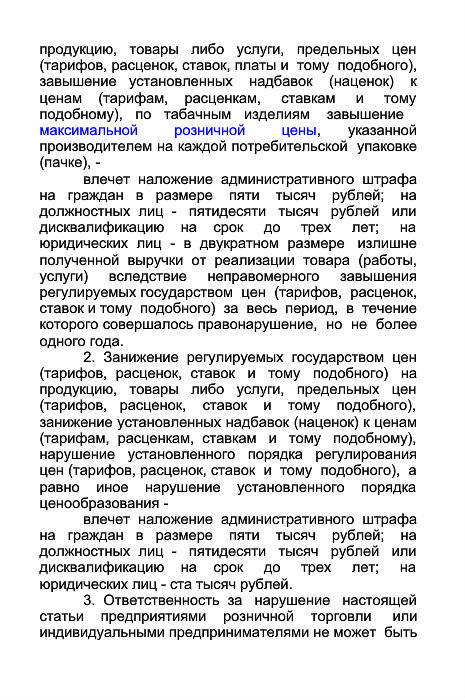 продукцию, товары либо услуги, предельных цен
(тарифов, расценок, ставок, платы и тому подобного),
завышение установленных надбавок (наценок) к
ценам (тарифам, расценкам, ставкам и тому
подобному), по табачным изделиям завышение
максимальной розничной цены, указанной
производителем на каждой потребительской упаковке
(пачке), -
влечет наложение административного штрафа
на граждан в размере пяти тысяч рублей; на
должностных лиц - пятидесяти тысяч рублей или
дисквалификацию на срок до трех лет; на
юридических лиц - в двукратном размере излишне
полученной выручки от реализации товара (работы,
услуги) вследствие неправомерного завышения
регулируемых государством цен (тарифов, расценок,
ставок и тому подобного) за весь период, в течение
которого совершалось правонарушение, но не более
одного года.
2. Занижение регулируемых государством цен
(тарифов, расценок, ставок и тому подобного) на
продукцию, товары либо услуги, предельных цен
(тарифов, расценок, ставок и тому подобного),
занижение установленных надбавок (наценок) к ценам
(тарифам, расценкам, ставкам и тому подобному),
нарушение установленного порядка регулирования
цен (тарифов, расценок, ставок и тому подобного), а
равно иное нарушение установленного порядка
ценообразования -
влечет наложение административного штрафа
на граждан в размере пяти тысяч рублей; на
должностных лиц - пятидесяти тысяч рублей или
дисквалификацию на срок до трех лет; на
юридических лиц - ста тысяч рублей.
3. Ответственность за нарушение настоящей
статьи предприятиями розничной торговли или
индивидуальными предпринимателями не может быть